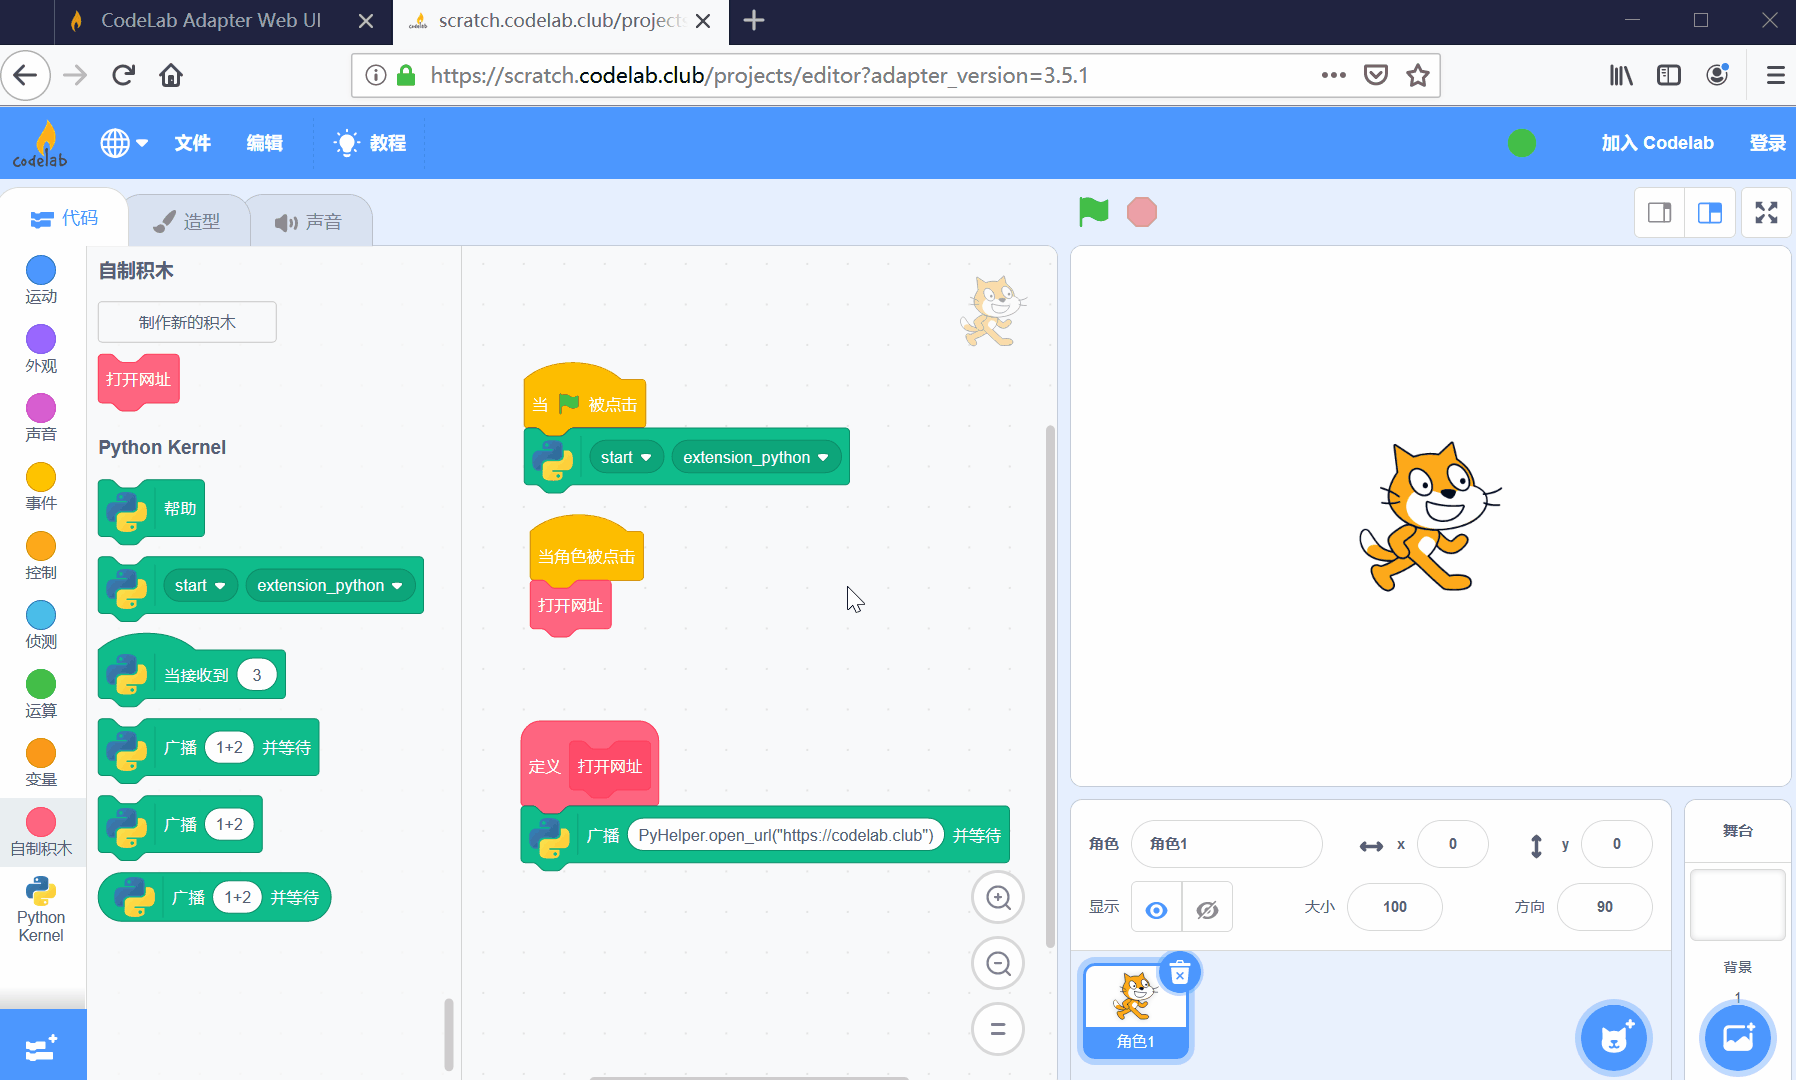 CodeLab Adapter Web UI
scratch.codelab.club/project
https://scratch.codelab.club/projects/editor?adapter_version=3.5.1
codelab
文件
编辑
教程
加入 Codelab
登录
代码
造型
声音
运动
外观
声音
事件
控制
侦测
运算
变量
自制积木
Python
Kernel
自制积木
制作新的积木
打开网址
Python Kernel
帮助
start extension_python
当接收到 3
广播 1+2 并等待
广播 1+2
广播 1+2 并等待
当 被点击
start extension_python
当角色被点击
打开网址
定义 打开网址
广播 PyHelper.open_url("https://codelab.club") 并等待
角色 角色1 x 0 y 0
显示 大小 100 方向 90
角色1
舞台
背景
1